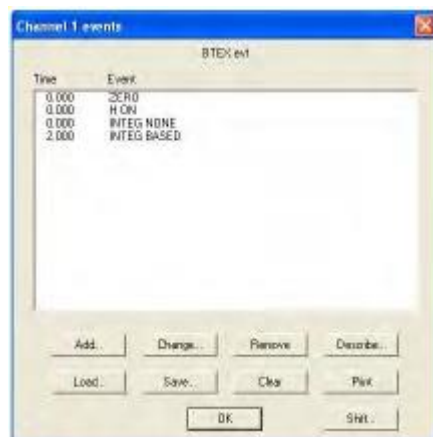 Channel 1 events
BTEX.evt
Time Event
0.000 ZERO
0.000 H ON
0.000 INTEG NONE
2.000 INTEG BASED
Add... Change... Remove Describe...
Load... Save... Clear Print
OK Shift...